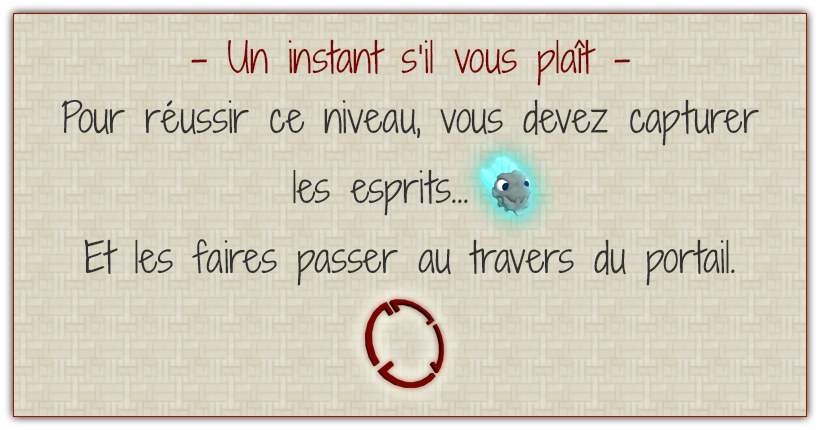 - Un instant s'il vous plaît -
Pour réussir ce niveau, vous devez capturer
les esprits...
Et les faires passer au travers du portail.